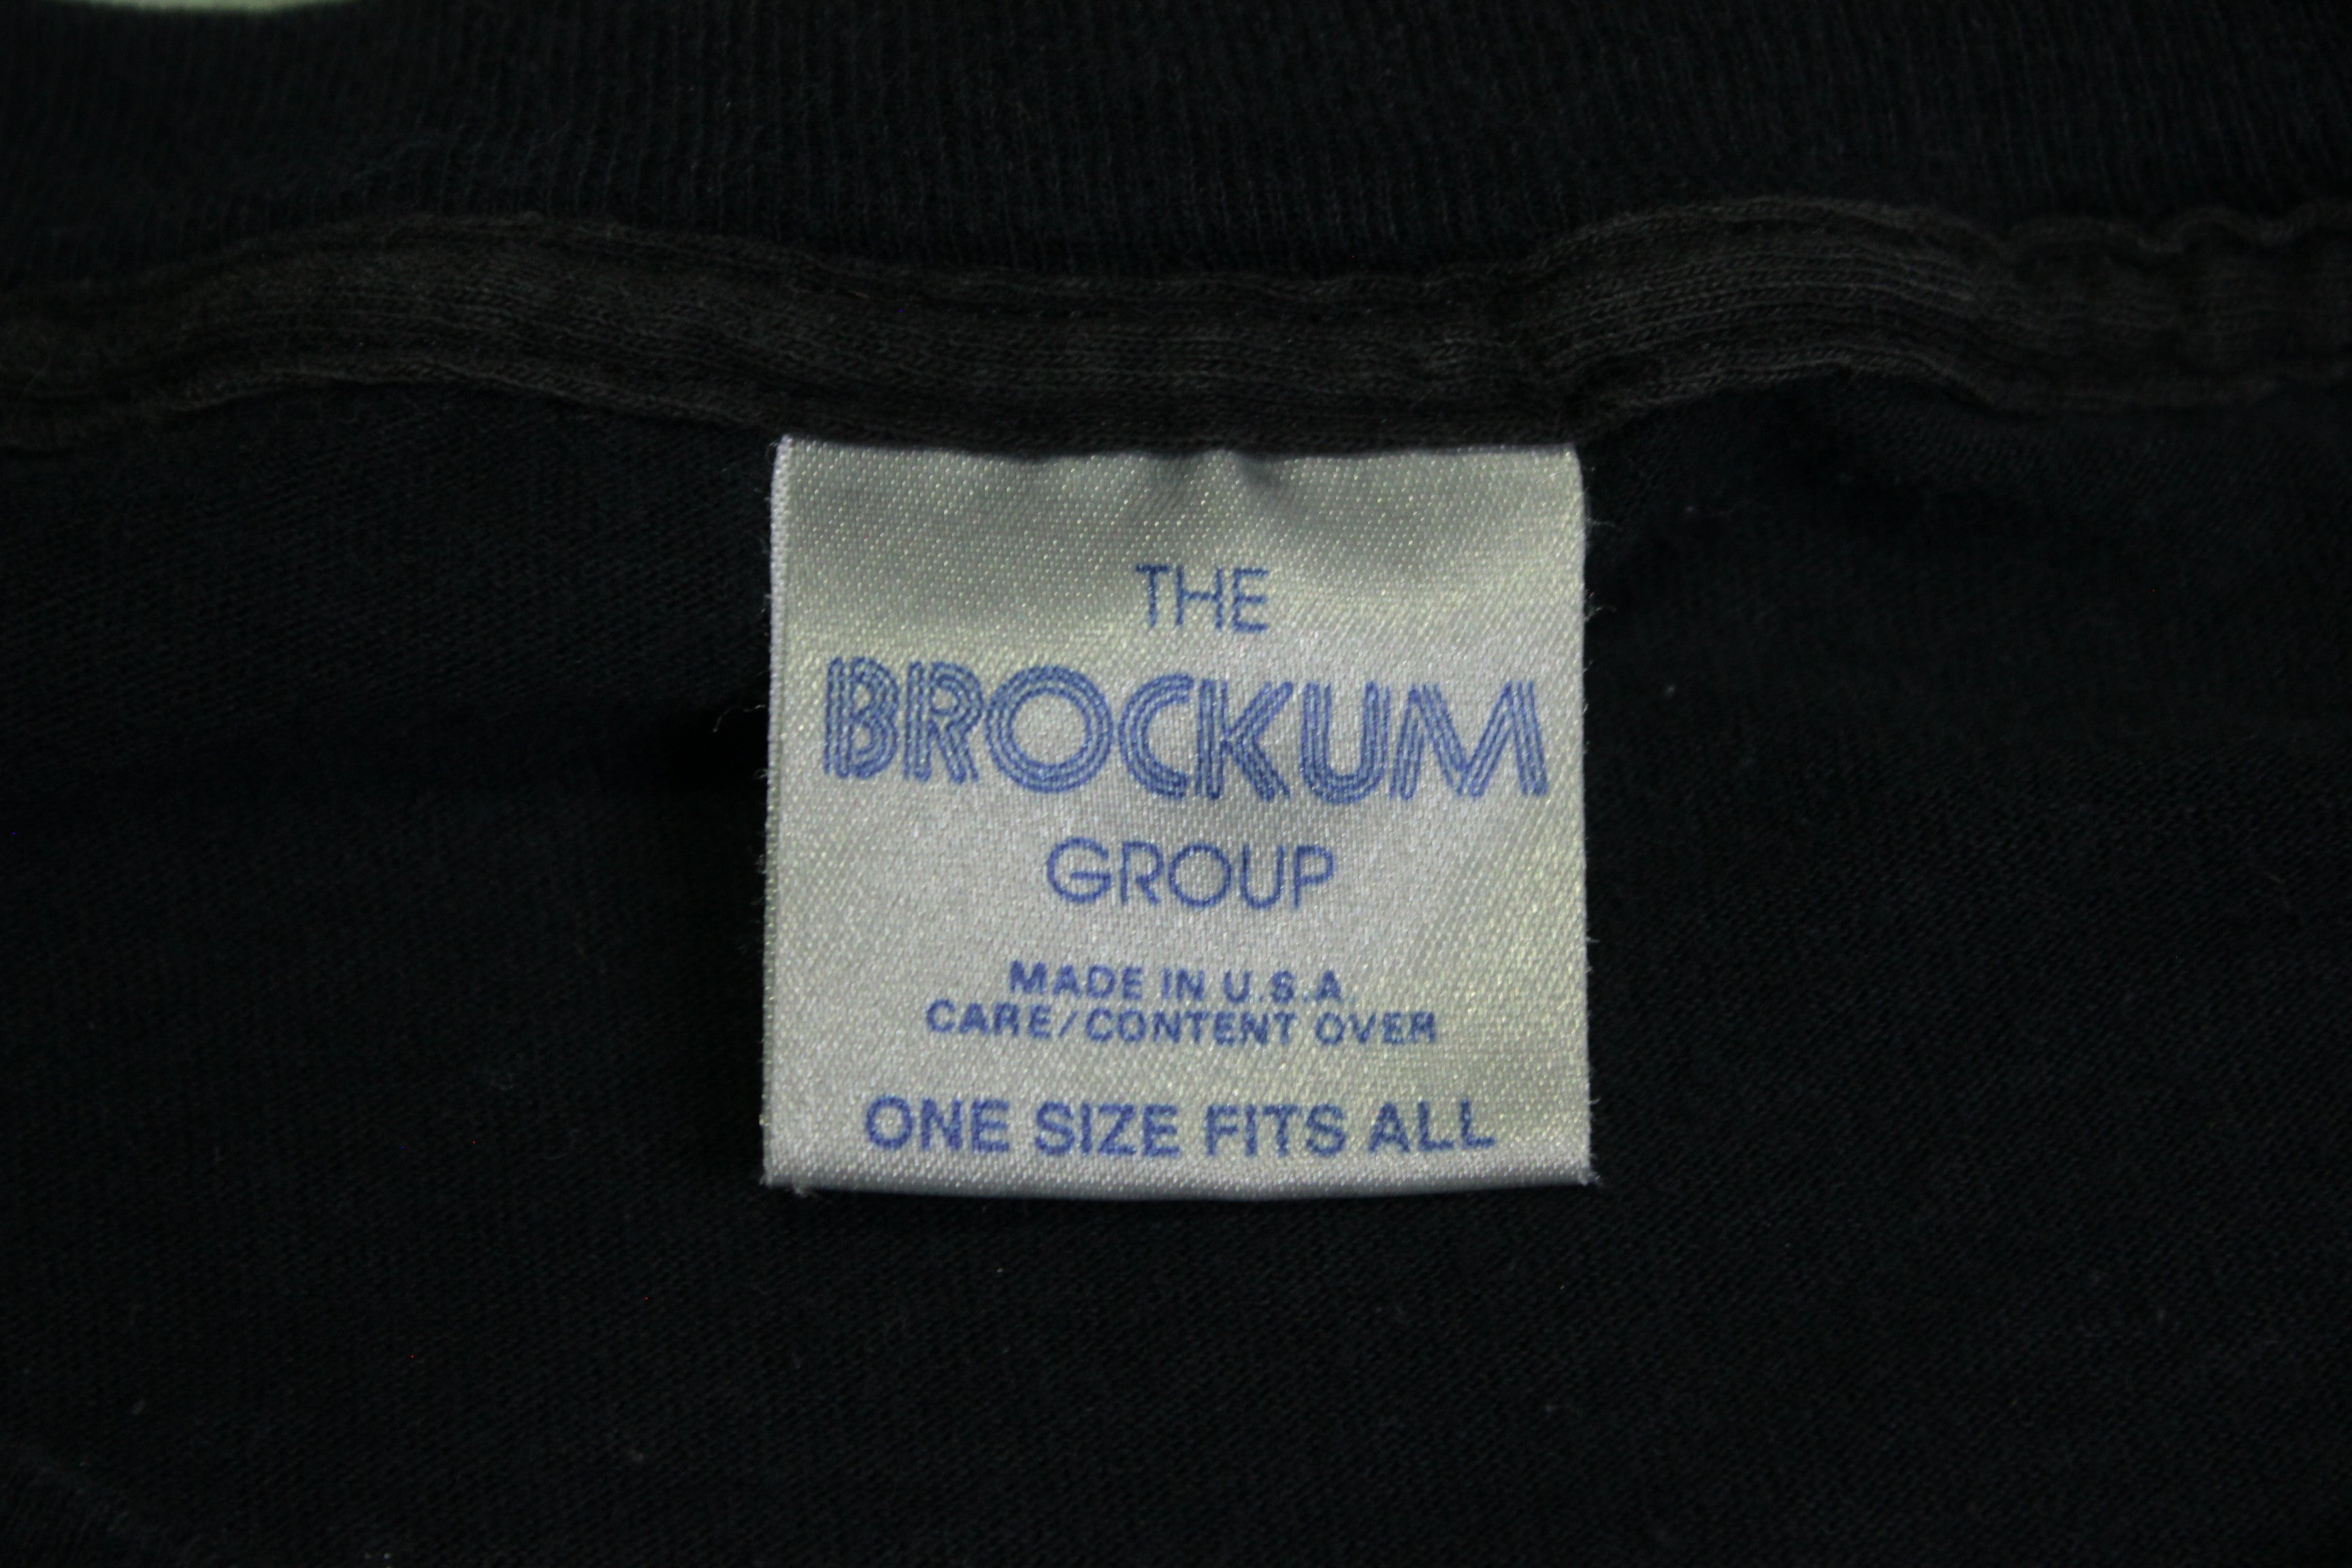 THE
BROCKUM
GROUP
MADE IN U.S.A.
CARE/CONTENT OVER
ONE SIZE FITS ALL